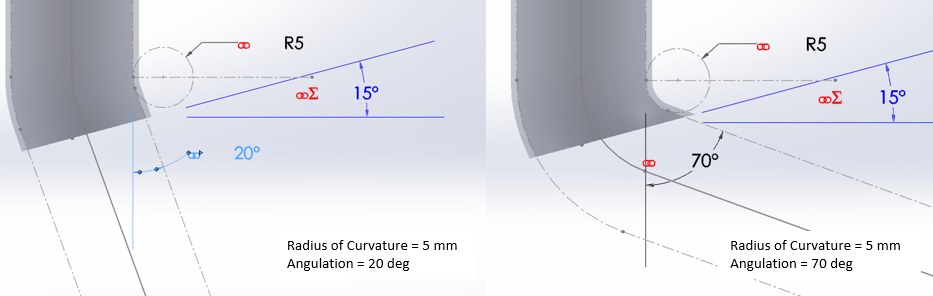 R5
∞Σ
15°
20°
Radius of Curvature = 5 mm
Angulation = 20 deg
R5
∞Σ
15°
70°
Radius of Curvature = 5 mm
Angulation = 70 deg